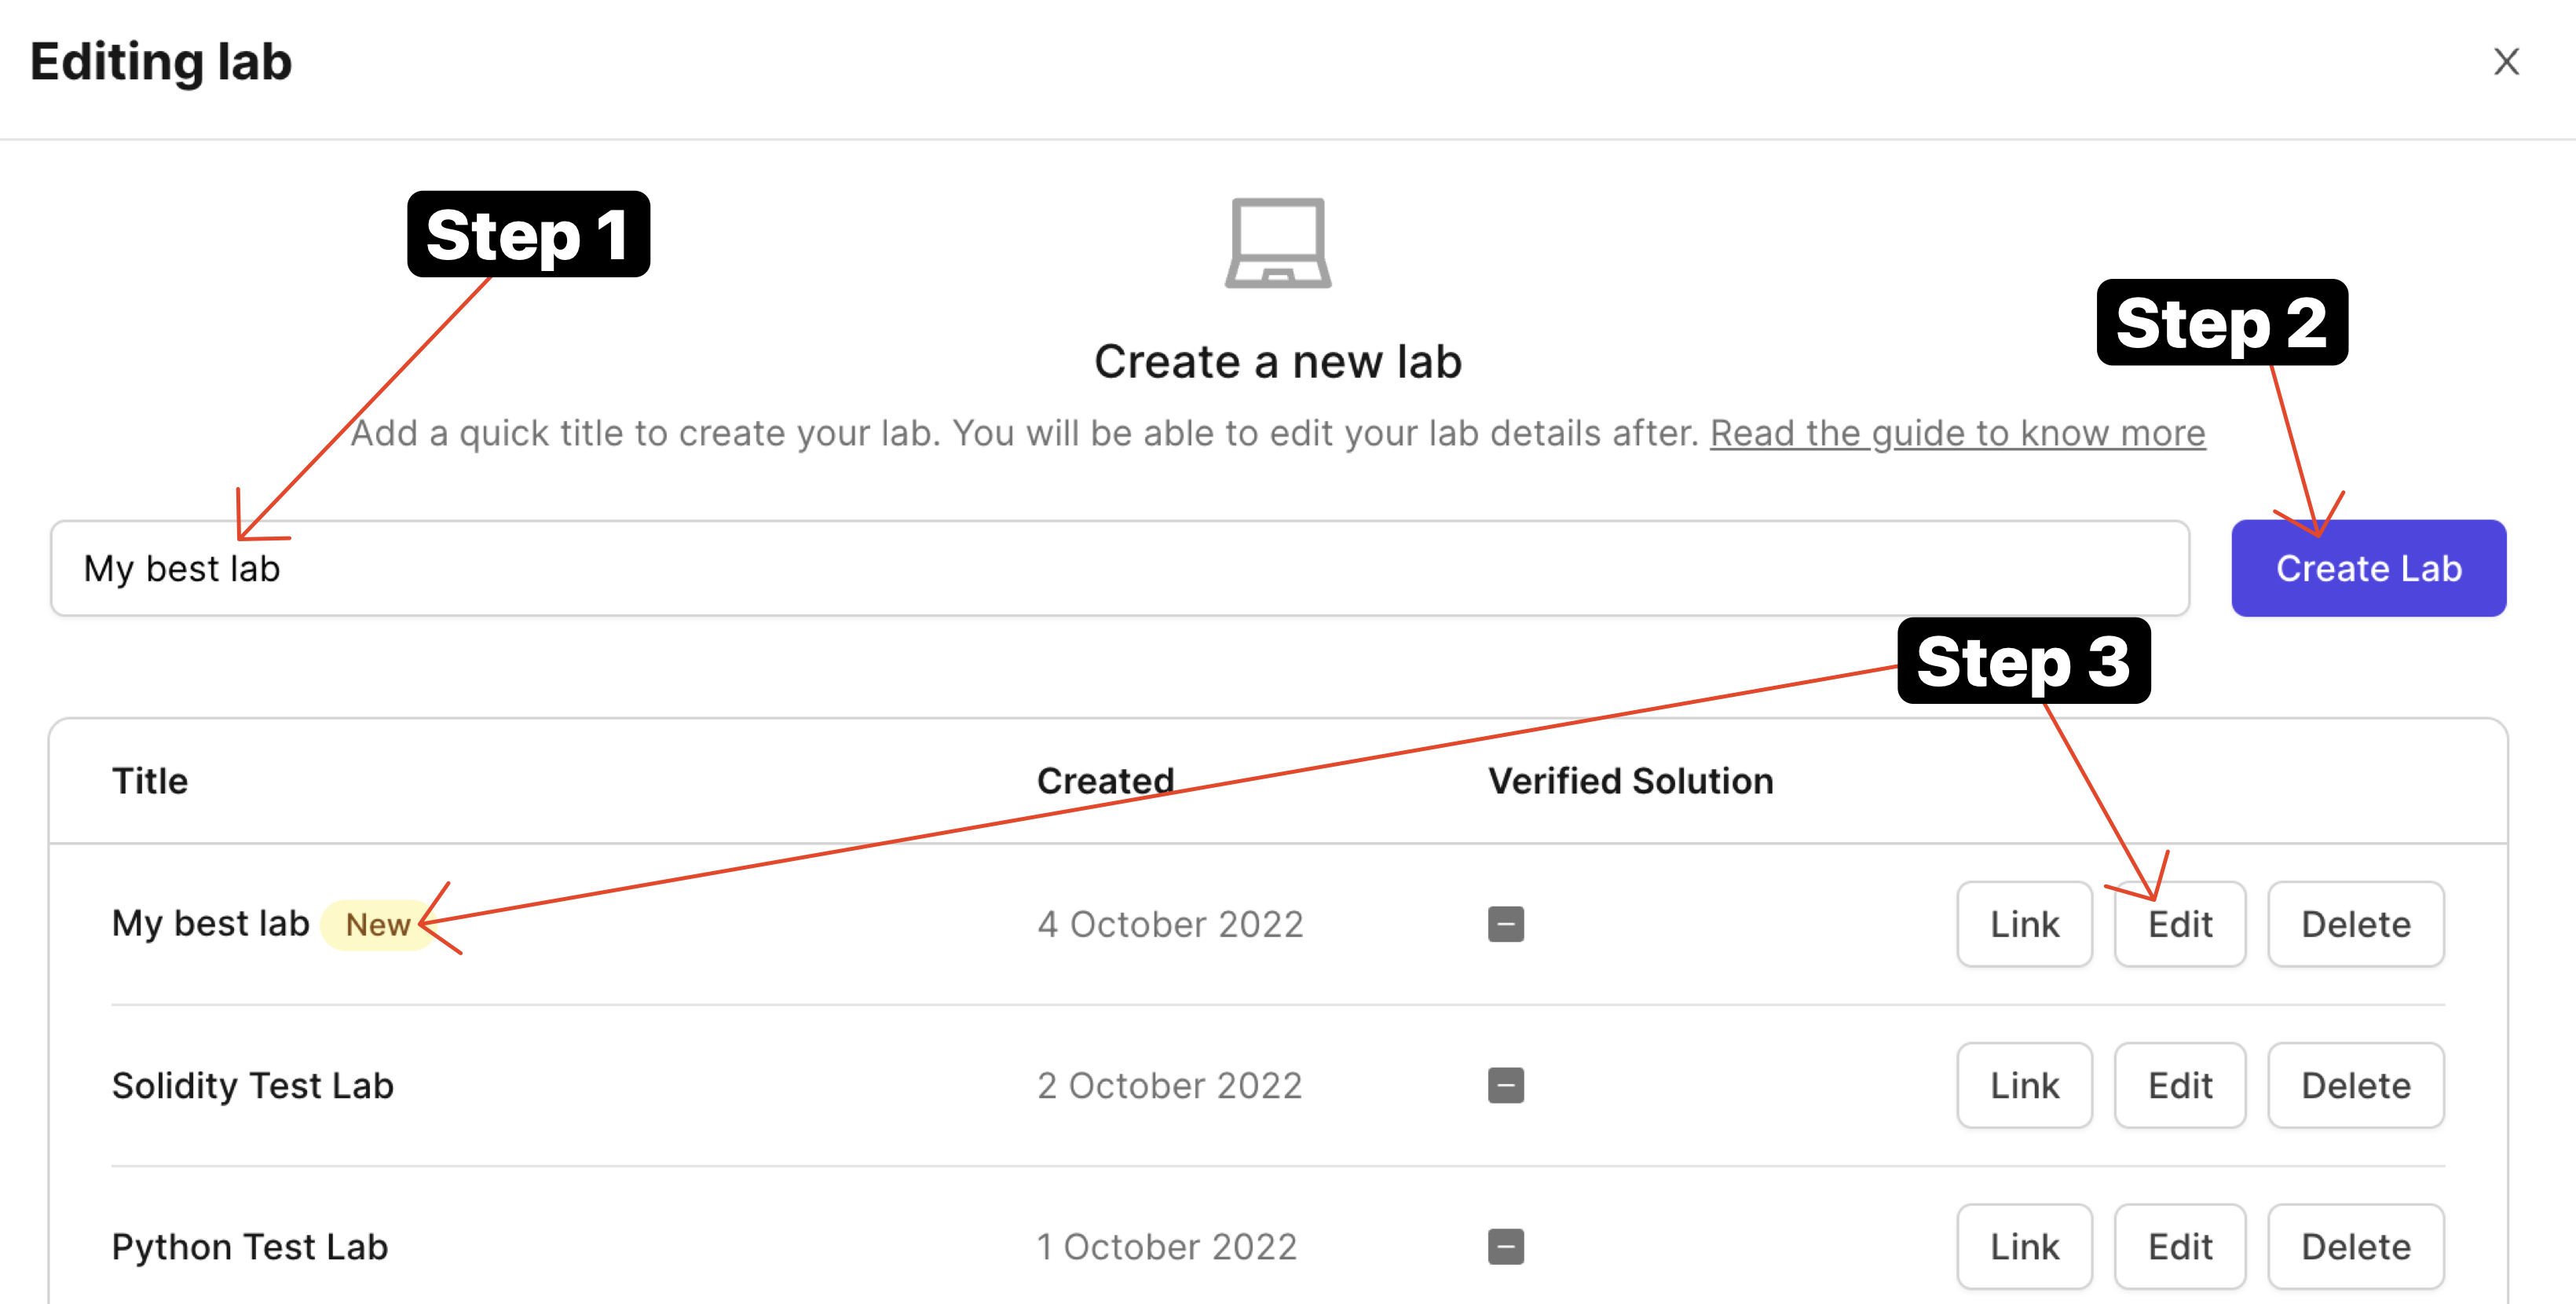 Editing lab
Step 1
Step 2
Create a new lab
Add a quick title to create your lab. You will be able to edit your lab details after. Read the guide to know more
My best lab
Create Lab
Step 3
Title Created Verified Solution
My best lab New 4 October 2022 Link Edit Delete
Solidity Test Lab 2 October 2022 Link Edit Delete
Python Test Lab 1 October 2022 Link Edit Delete